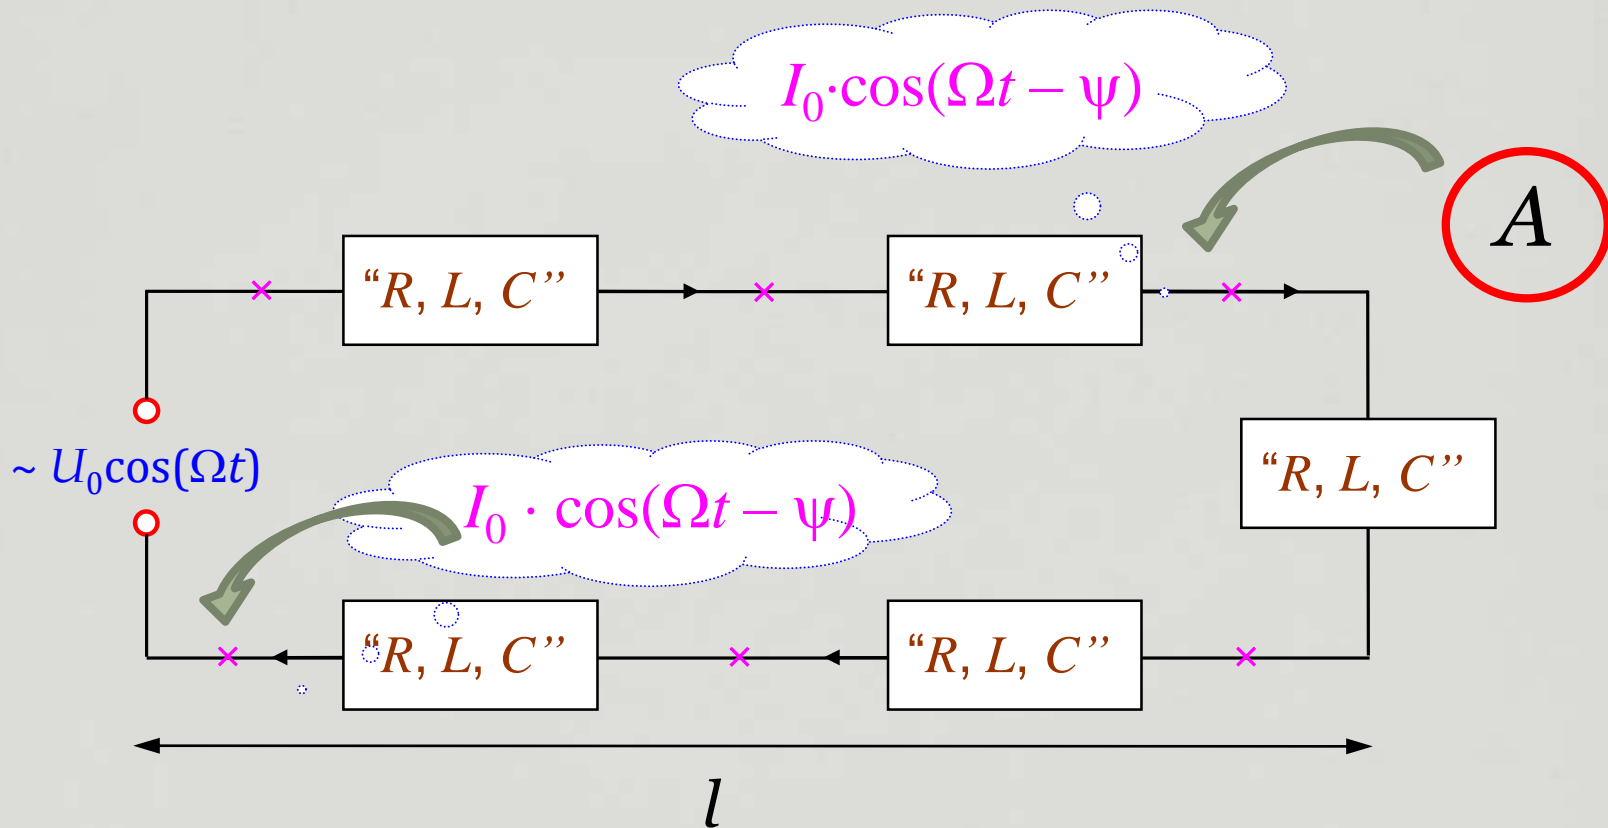 I₀·cos(Ωt – ψ)
A
“R, L, C”
“R, L, C”
~ U₀cos(Ωt)
“R, L, C”
I₀ · cos(Ωt – ψ)
“R, L, C”
“R, L, C”
l